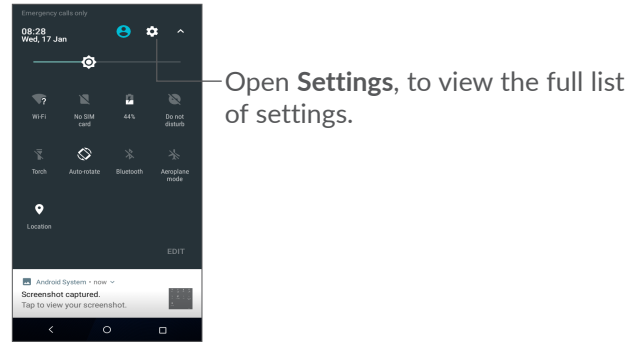 Emergency calls only
08:28
Wed, 17 Jan
?
Wi-Fi
No SIM
card
44%
Do not
disturb
Torch
Auto-rotate
Bluetooth
Aeroplane
mode
Location
EDIT
Android System • now
Screenshot captured.
Tap to view your screenshot.
Open Settings, to view the full list
of settings.